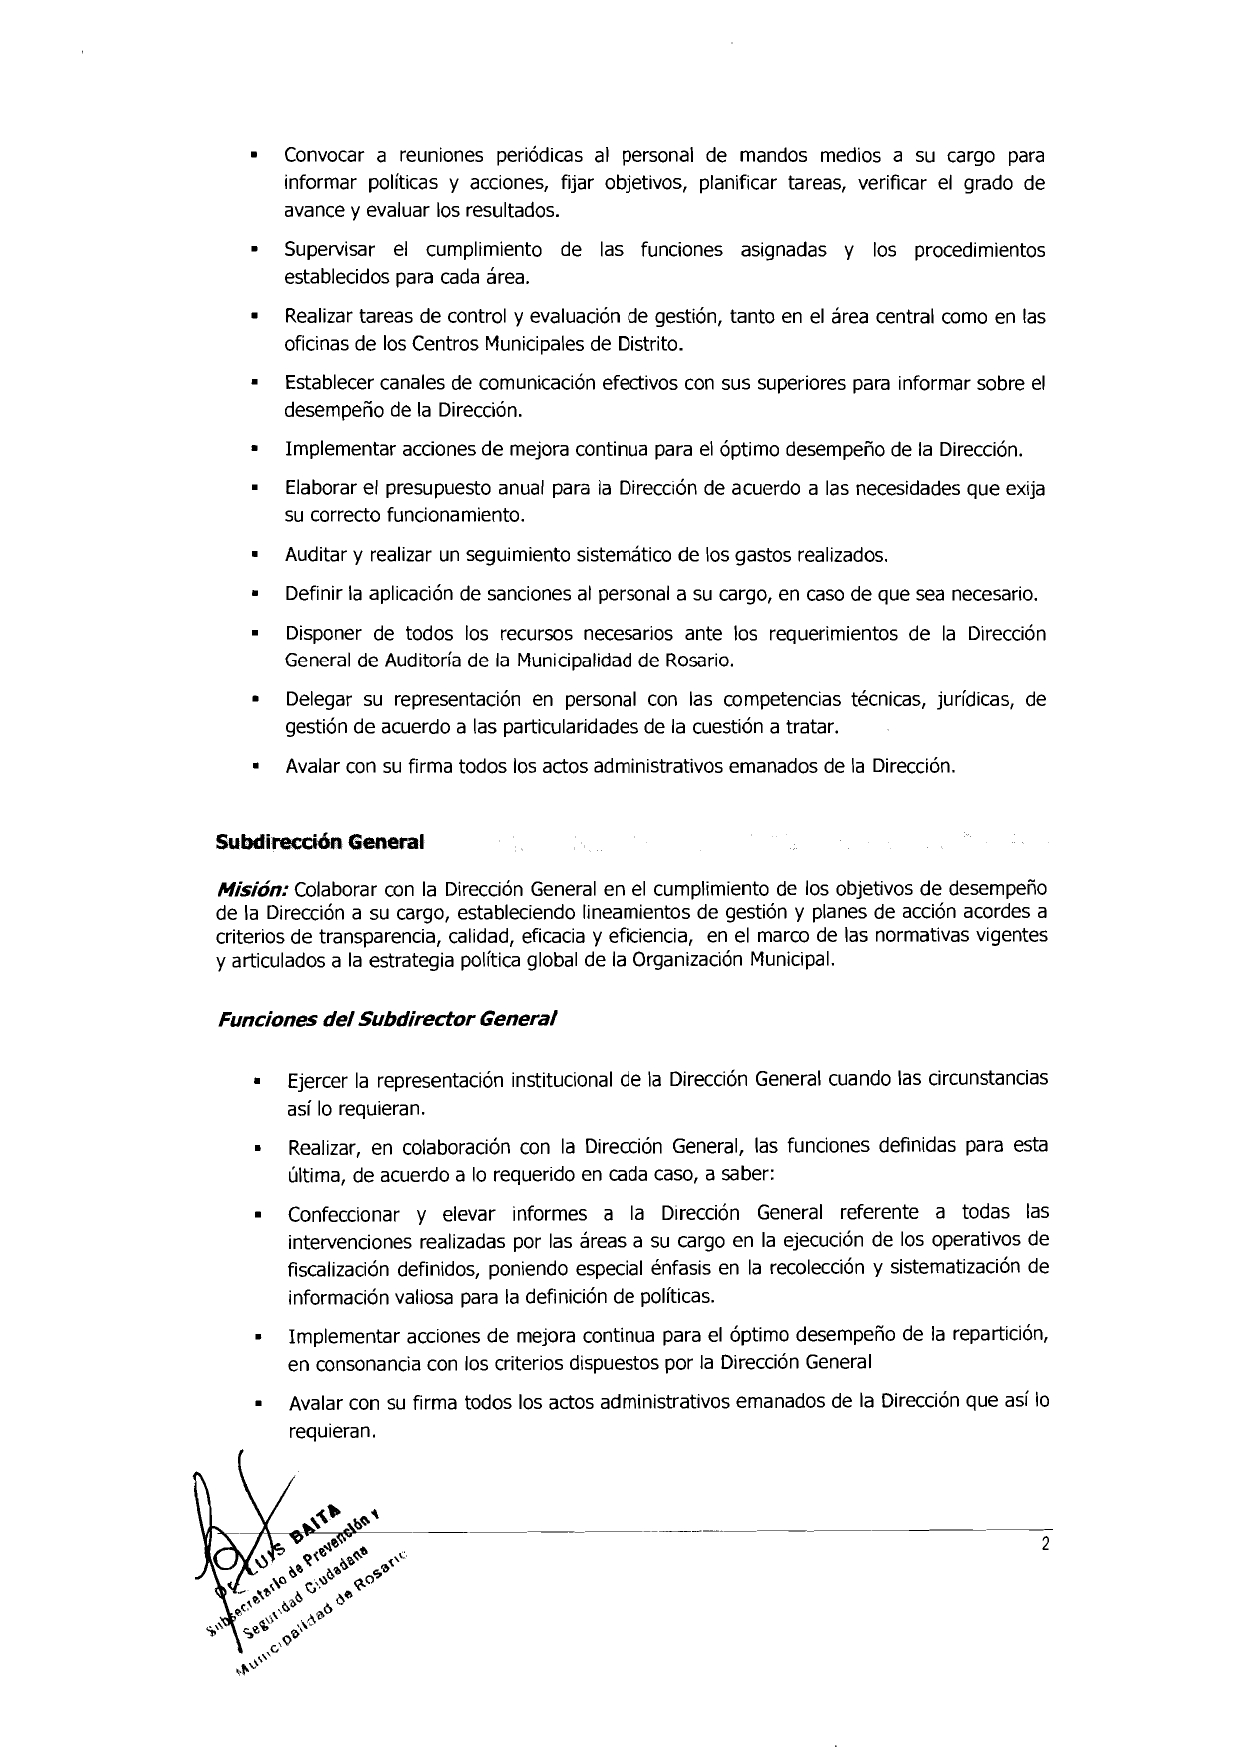 ▪ Convocar a reuniones periódicas al personal de mandos medios a su cargo para
informar políticas y acciones, fijar objetivos, planificar tareas, verificar el grado de
avance y evaluar los resultados.
▪ Supervisar el cumplimiento de las funciones asignadas y los procedimientos
establecidos para cada área.
▪ Realizar tareas de control y evaluación de gestión, tanto en el área central como en las
oficinas de los Centros Municipales de Distrito.
▪ Establecer canales de comunicación efectivos con sus superiores para informar sobre el
desempeño de la Dirección.
▪ Implementar acciones de mejora continua para el óptimo desempeño de la Dirección.
▪ Elaborar el presupuesto anual para la Dirección de acuerdo a las necesidades que exija
su correcto funcionamiento.
▪ Auditar y realizar un seguimiento sistemático de los gastos realizados.
▪ Definir la aplicación de sanciones al personal a su cargo, en caso de que sea necesario.
▪ Disponer de todos los recursos necesarios ante los requerimientos de la Dirección
General de Auditoría de la Municipalidad de Rosario.
▪ Delegar su representación en personal con las competencias técnicas, jurídicas, de
gestión de acuerdo a las particularidades de la cuestión a tratar.
▪ Avalar con su firma todos los actos administrativos emanados de la Dirección.
Subdirección General
Misión: Colaborar con la Dirección General en el cumplimiento de los objetivos de desempeño
de la Dirección a su cargo, estableciendo lineamientos de gestión y planes de acción acordes a
criterios de transparencia, calidad, eficacia y eficiencia, en el marco de las normativas vigentes
y articulados a la estrategia política global de la Organización Municipal.
Funciones del Subdirector General
▪ Ejercer la representación institucional de la Dirección General cuando las circunstancias
así lo requieran.
▪ Realizar, en colaboración con la Dirección General, las funciones definidas para esta
última, de acuerdo a lo requerido en cada caso, a saber:
▪ Confeccionar y elevar informes a la Dirección General referente a todas las
intervenciones realizadas por las áreas a su cargo en la ejecución de los operativos de
fiscalización definidos, poniendo especial énfasis en la recolección y sistematización de
información valiosa para la definición de políticas.
▪ Implementar acciones de mejora continua para el óptimo desempeño de la repartición,
en consonancia con los criterios dispuestos por la Dirección General
▪ Avalar con su firma todos los actos administrativos emanados de la Dirección que así lo
requieran.
Dr. LUIS BAITA
Subsecretario de Prevención y
Seguridad Ciudadana
Municipalidad de Rosario
2